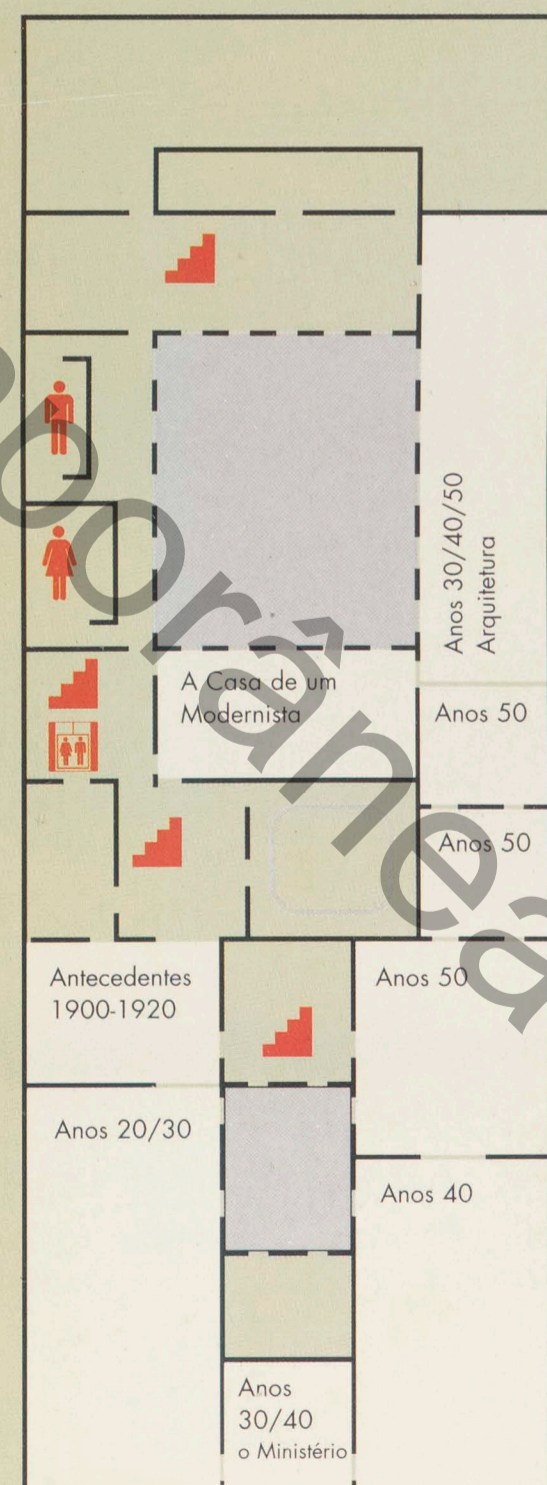 Anos 30/40/50
Arquitetura
A Casa de um
Modernista
Anos 50
Anos 50
Antecedentes
1900-1920
Anos 50
Anos 20/30
Anos 40
Anos
30/40
o Ministério